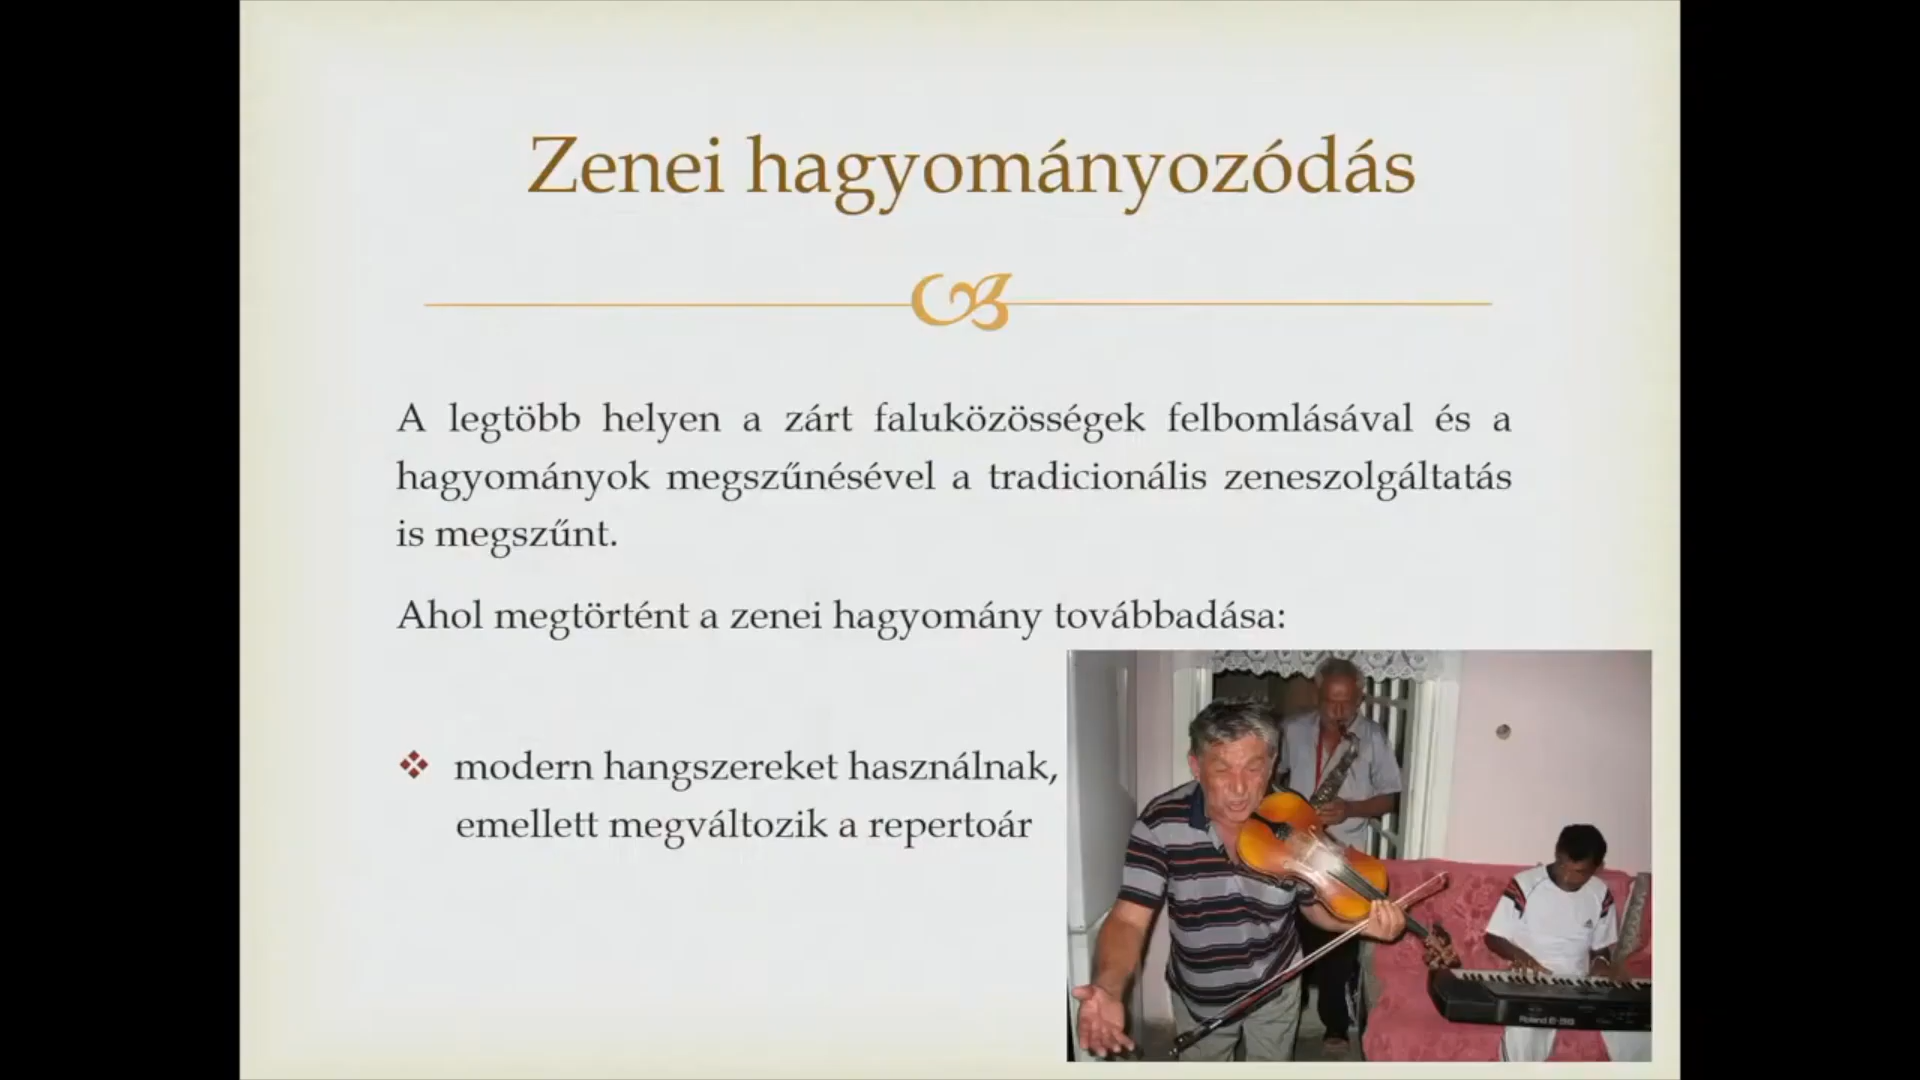 Zenei hagyományozódás
A legtöbb helyen a zárt faluközösségek felbomlásával és a
hagyományok megszűnésével a tradicionális zeneszolgáltatás
is megszűnt.
Ahol megtörtént a zenei hagyomány továbbadása:
modern hangszereket használnak,
emellett megváltozik a repertoár
Roland